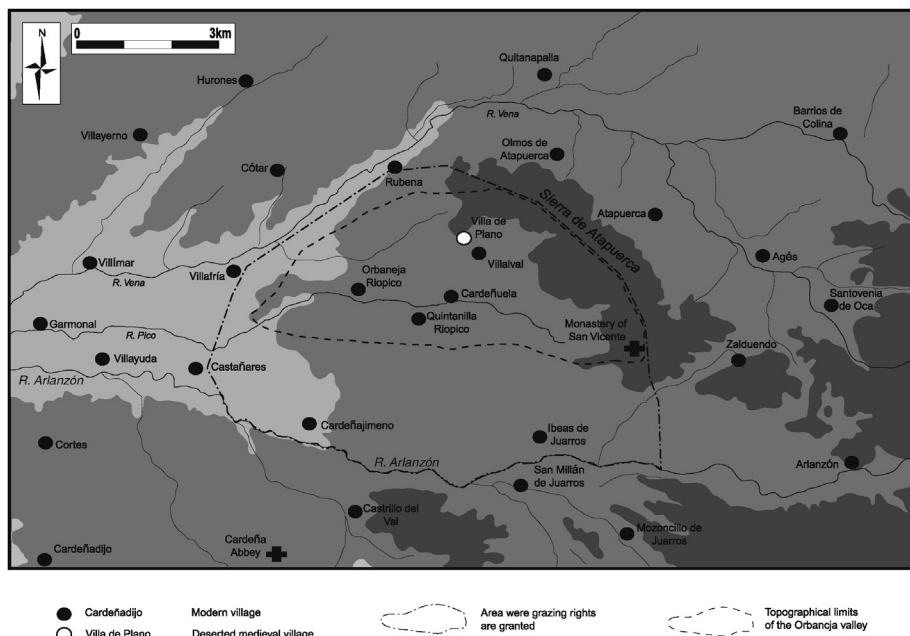 N
0 3km
Quitanapalla
Hurones
R. Vena
Barrios de
Colina
Villayerno
Olmos de
Atapuerca
Cótar
Rubena
Sierra de Atapuerca
Atapuerca
Villa de
Plano
Villalval
Agés
Villímar
R. Vena
Villafría
Orbaneja
Riopico
Cardeñuela
Santovenia
de Oca
Garmonal
R. Pico
Quintanilla
Riopico
Monastery of
San Vicente
Zalduendo
Villayuda
Castañares
R. Arlanzón
Cardeñajimeno
Ibeas de
Juarros
Cortes
R. Arlanzón
Arlanzón
San Millán
de Juarros
Castrillo del
Val
Mozoncillo de
Juarros
Cardeña
Abbey
Cardeñadijo
Cardeñadijo Modern village
Villa de Plano Deserted medieval village
Area were grazing rights
are granted
Topographical limits
of the Orbaneja valley